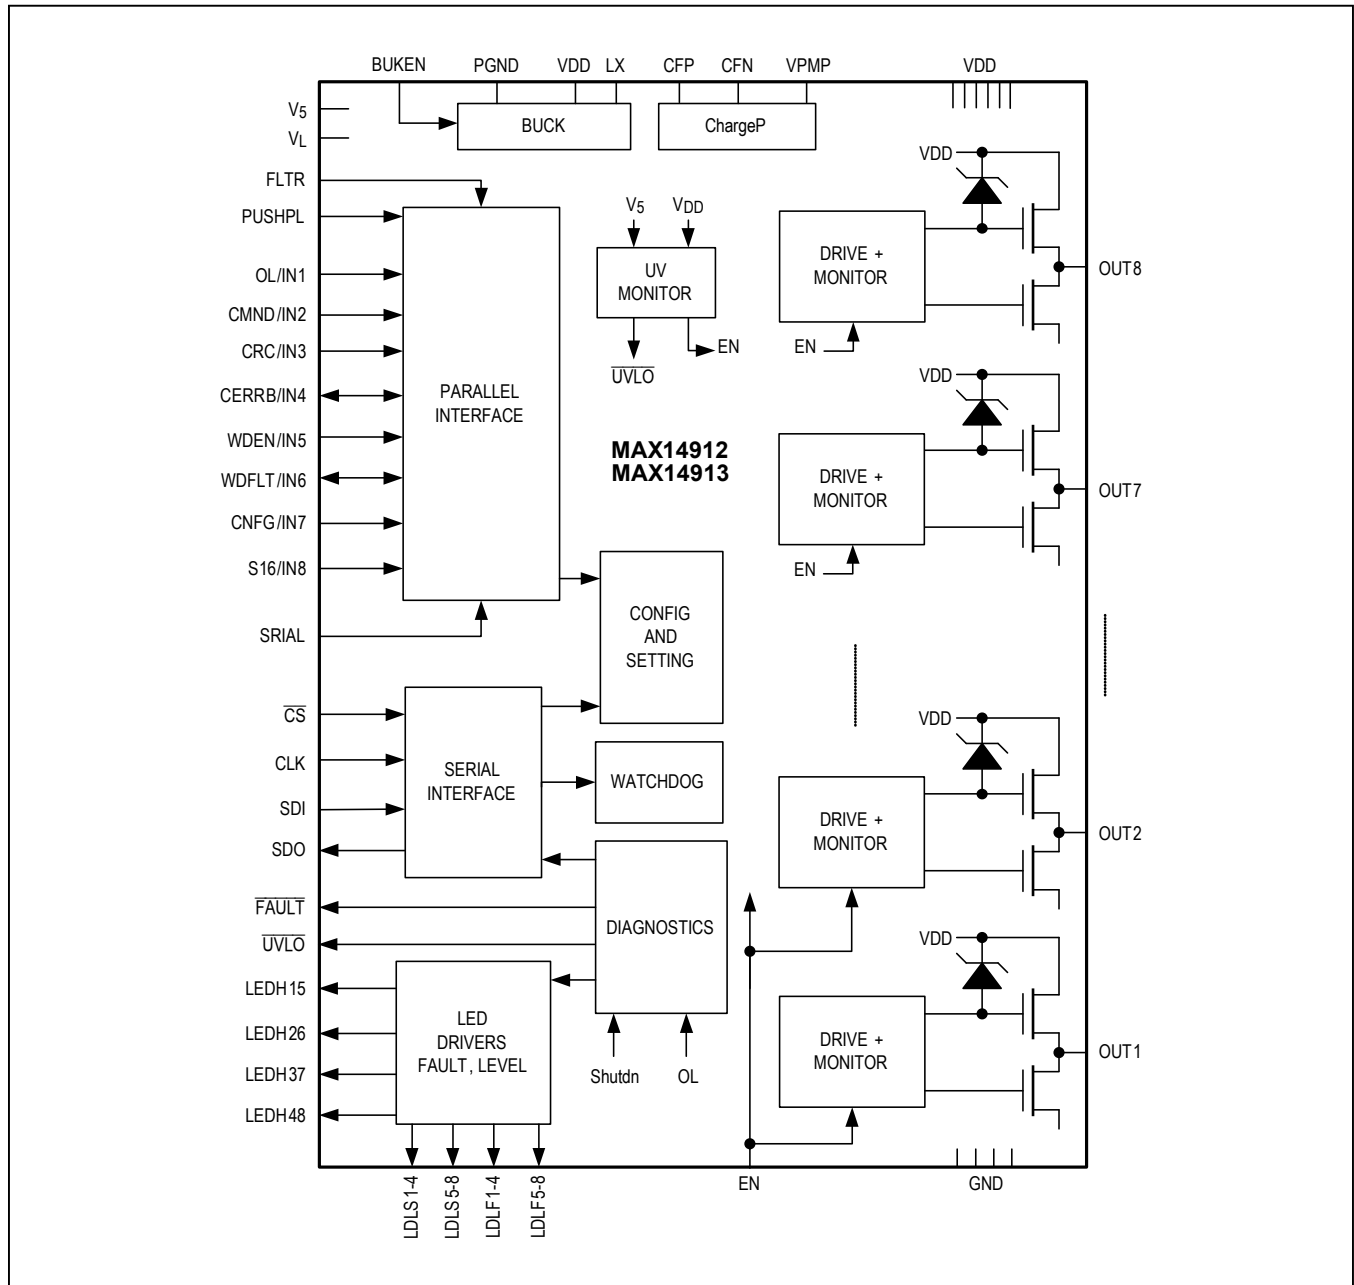 BUKEN
PGND
VDD
LX
CFP
CFN
VPMP
VDD
V5
VL
BUCK
ChargeP
FLTR
PUSHPL
OL/IN1
CMND/IN2
CRC/IN3
CERRB/IN4
WDEN/IN5
WDFLT/IN6
CNFG/IN7
S16/IN8
SRIAL
PARALLEL
INTERFACE
V5
VDD
UV
MONITOR
EN
UVLO
MAX14912
MAX14913
CONFIG
AND
SETTING
CS
CLK
SDI
SDO
SERIAL
INTERFACE
WATCHDOG
FAULT
UVLO
DIAGNOSTICS
LEDH15
LEDH26
LEDH37
LEDH48
LED
DRIVERS
FAULT, LEVEL
Shutdn
OL
LDLS1-4
LDLS5-8
LDLF1-4
LDLF5-8
VDD
DRIVE +
MONITOR
EN
OUT8
VDD
DRIVE +
MONITOR
EN
OUT7
VDD
DRIVE +
MONITOR
OUT2
VDD
DRIVE +
MONITOR
OUT1
EN
GND